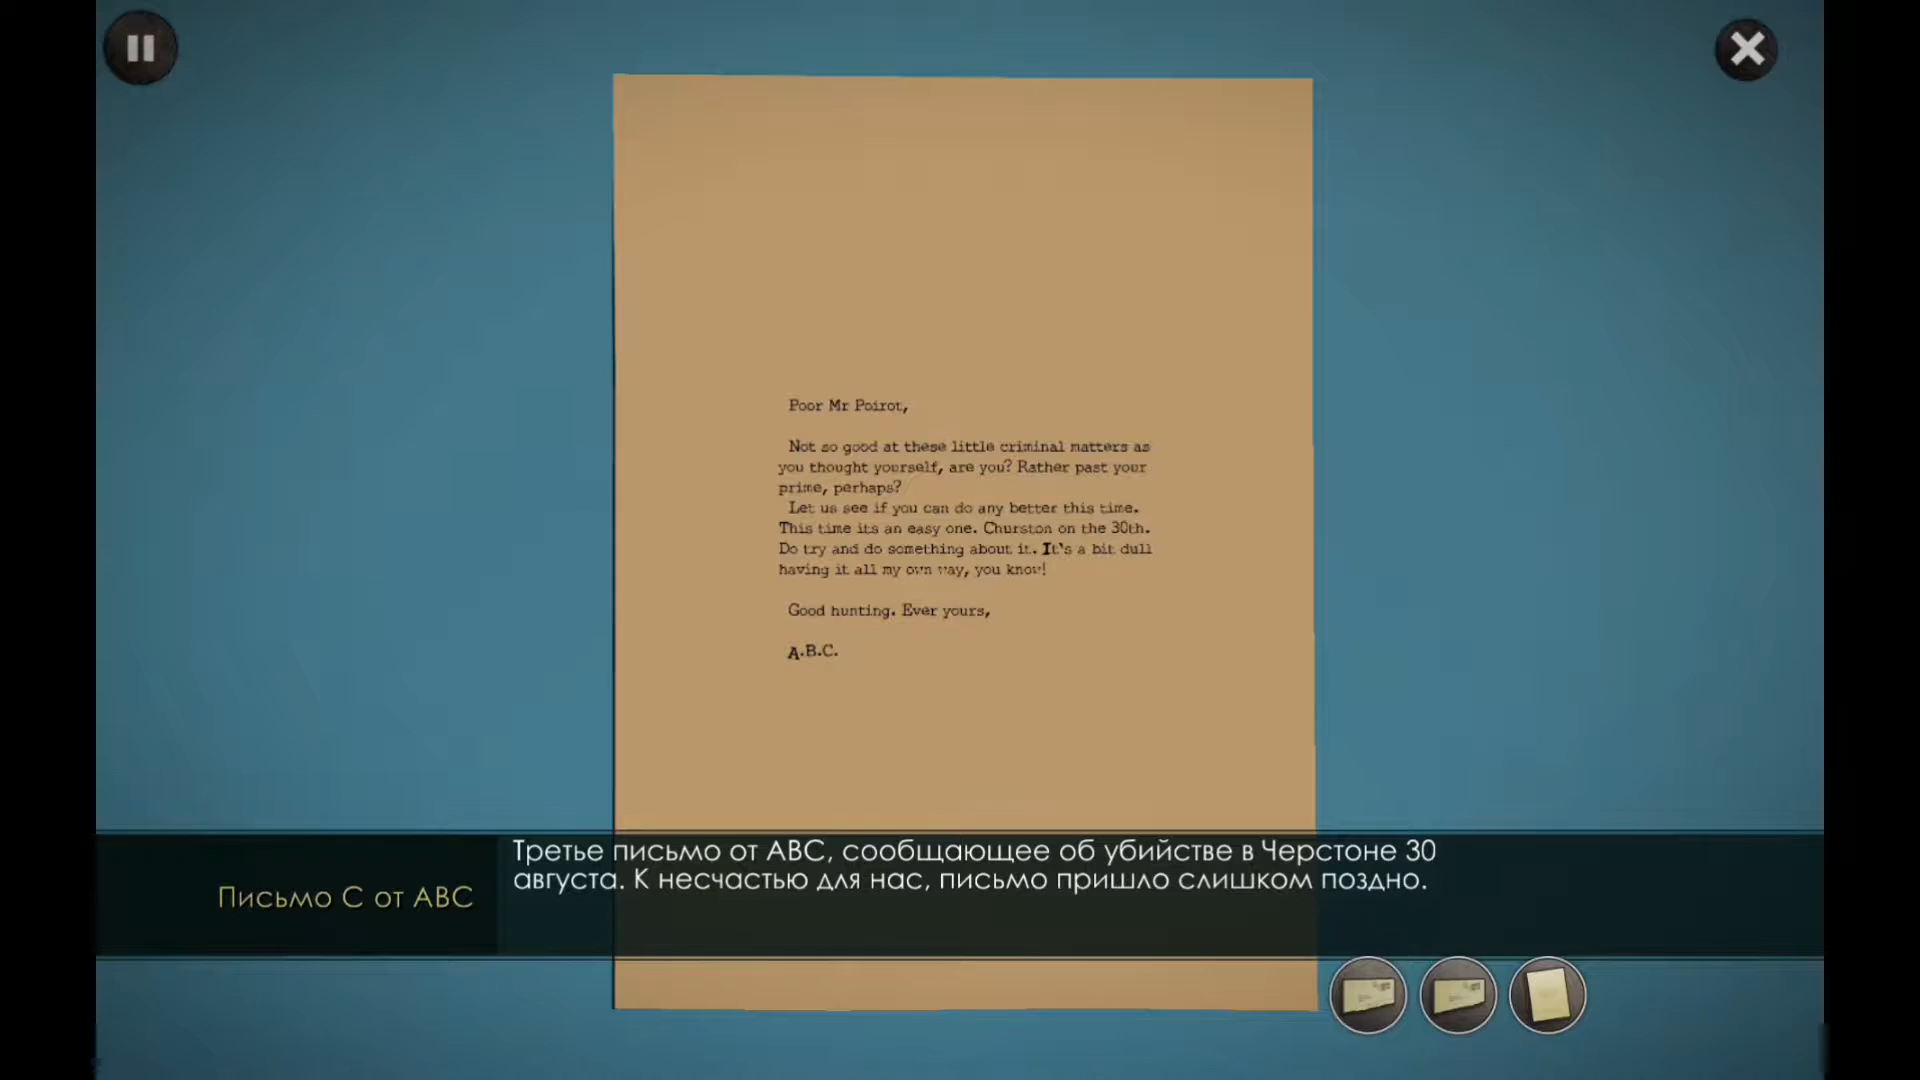 Poor Mr Poirot,
Not so good at these little criminal matters as
you thought yourself, are you? Rather past your
prime, perhaps?
Let us see if you can do any better this time.
This time its an easy one. Churston on the 30th.
Do try and do something about it. It's a bit dull
having it all my own way, you know!
Good hunting. Ever yours,
A.B.C.
Письмо С от ABC
Третье письмо от ABC, сообщающее об убийстве в Черстоне 30
августа. К несчастью для нас, письмо пришло слишком поздно.